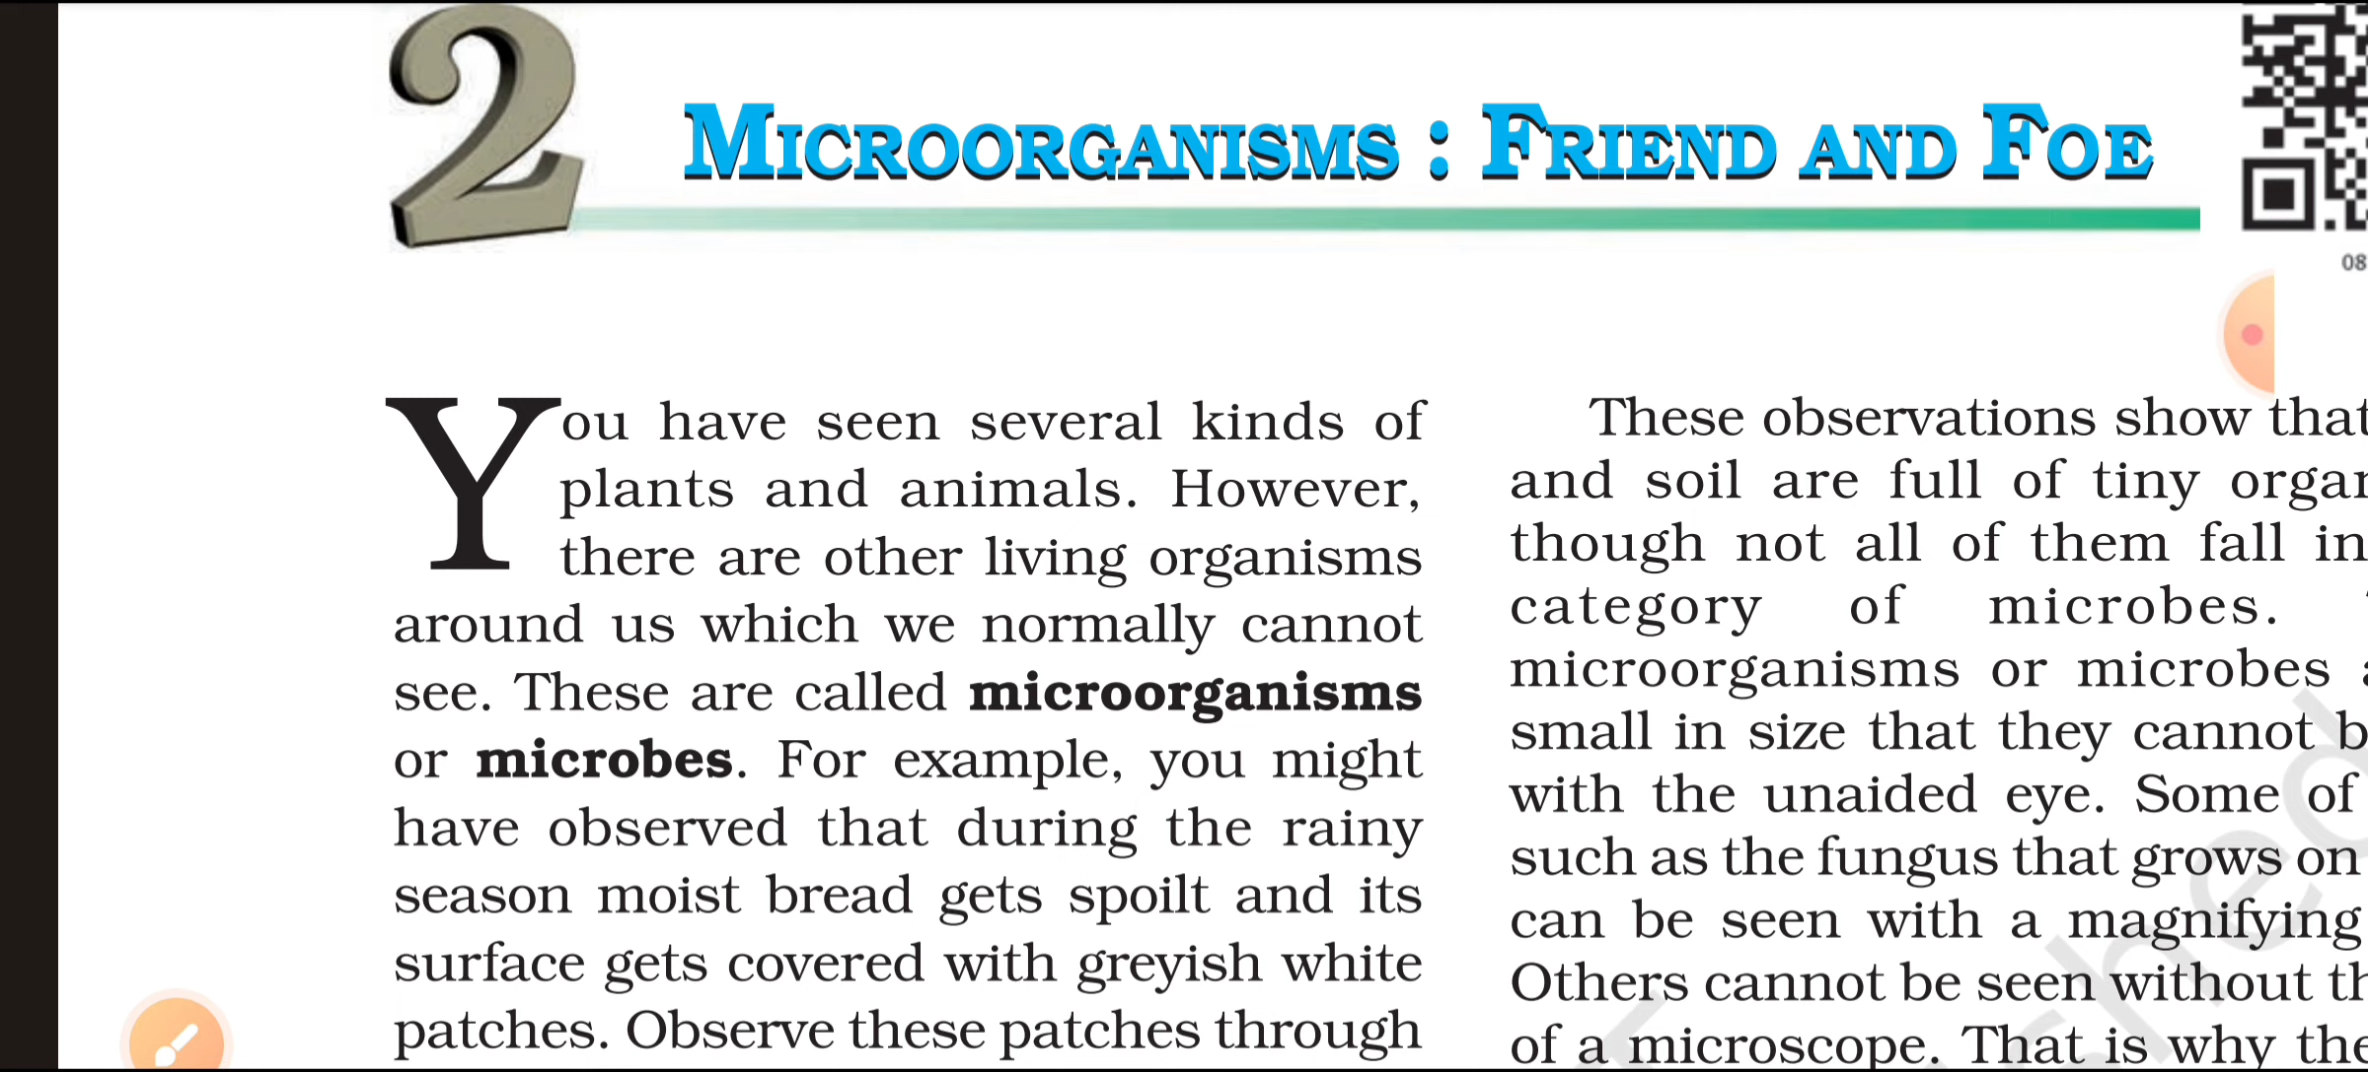 2
MICROORGANISMS : FRIEND AND FOE
08
You have seen several kinds of
plants and animals. However,
there are other living organisms
around us which we normally cannot
see. These are called microorganisms
or microbes. For example, you might
have observed that during the rainy
season moist bread gets spoilt and its
surface gets covered with greyish white
patches. Observe these patches through
These observations show that
and soil are full of tiny
though not all of them fall in
category of microbes.
microorganisms or microbes
small in size that they cannot
with the unaided eye. Some of
such as the fungus that grows on
can be seen with a magnifying
Others cannot be seen without
of a microscope. That is why